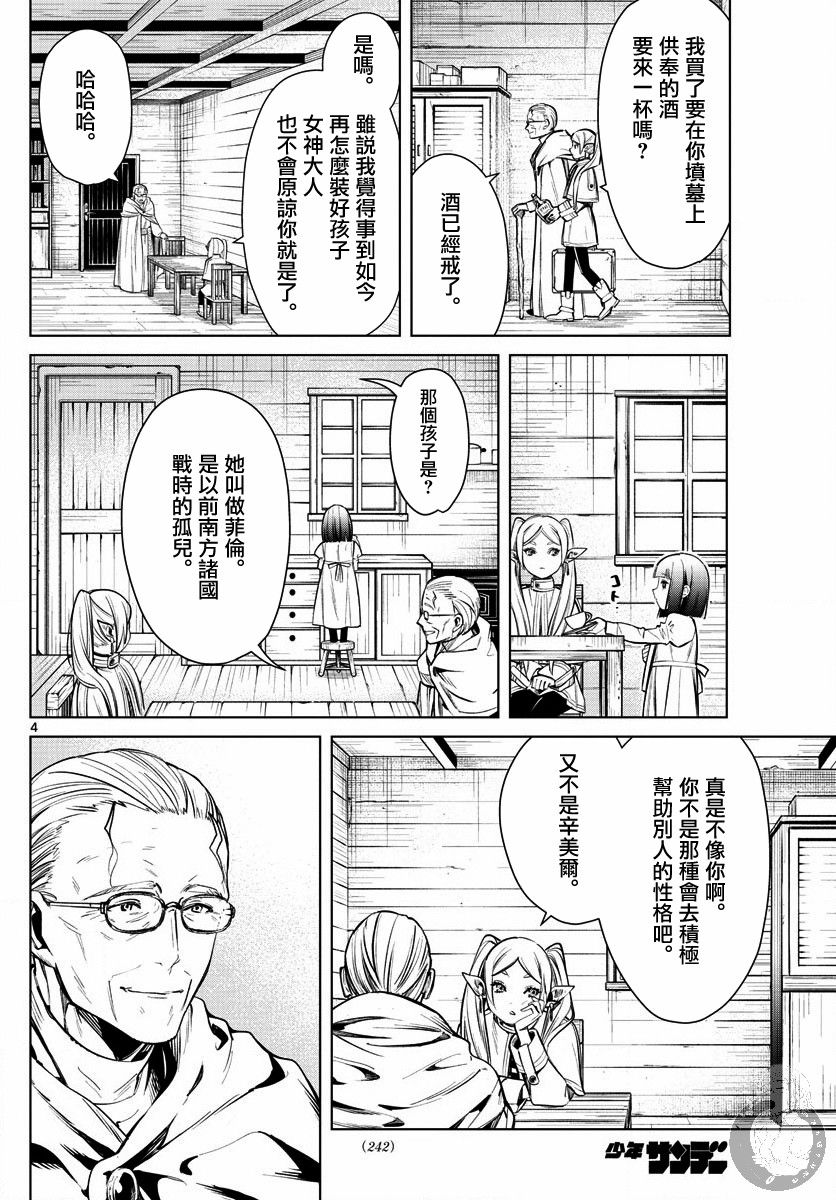 我買了要在你墳墓上
供奉的酒
要來一杯嗎？
酒已經戒了。
是嗎。
雖說我覺得事到如今
再怎麼裝好孩子
女神大人
也不會原諒你就是了。
哈哈哈。
コト…
那個孩子是？
她叫做菲倫。
是以前南方諸國
戰時的孤兒。
4
真是不像你啊。
你不是那種會去積極
幫助別人的性格吧。
又不是辛美爾。
(242)
少年サンデー